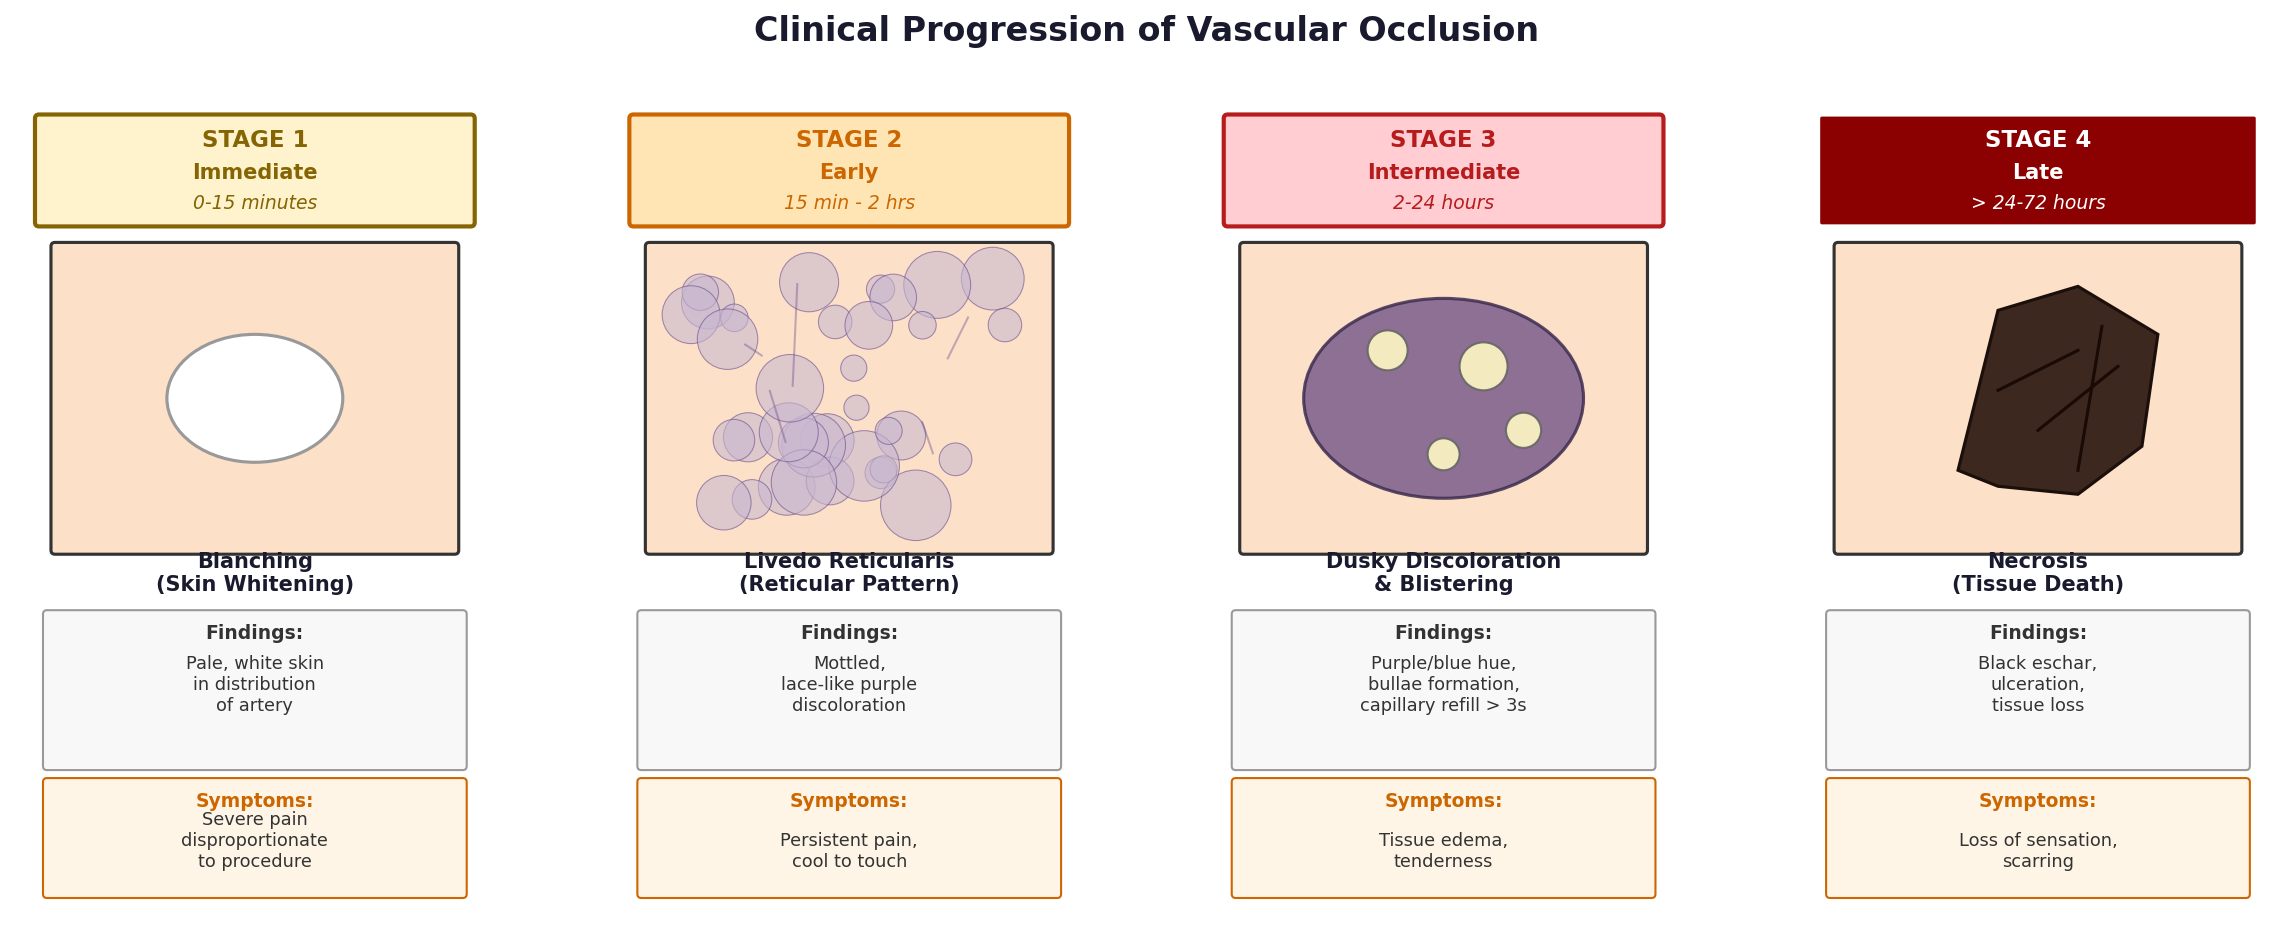 Clinical Progression of Vascular Occlusion
STAGE 1
Immediate
0-15 minutes
Blanching
(Skin Whitening)
Findings:
Pale, white skin
in distribution
of artery
Symptoms:
Severe pain
disproportionate
to procedure
STAGE 2
Early
15 min - 2 hrs
Livedo Reticularis
(Reticular Pattern)
Findings:
Mottled,
lace-like purple
discoloration
Symptoms:
Persistent pain,
cool to touch
STAGE 3
Intermediate
2-24 hours
Dusky Discoloration
& Blistering
Findings:
Purple/blue hue,
bullae formation,
capillary refill > 3s
Symptoms:
Tissue edema,
tenderness
STAGE 4
Late
> 24-72 hours
Necrosis
(Tissue Death)
Findings:
Black eschar,
ulceration,
tissue loss
Symptoms:
Loss of sensation,
scarring